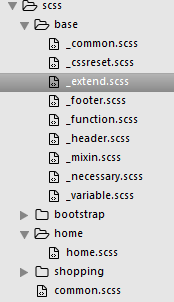 scss
base
_common.scss
_cssreset.scss
_extend.scss
_footer.scss
_function.scss
_header.scss
_mixin.scss
_necessary.scss
_variable.scss
bootstrap
home
home.scss
shopping
common.scss